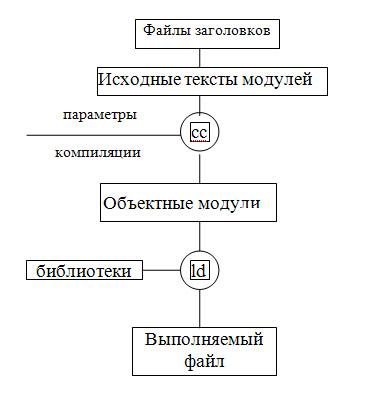 Файлы заголовков
Исходные тексты модулей
параметры
cc
компиляции
Объектные модули
библиотеки
ld
Выполняемый
файл